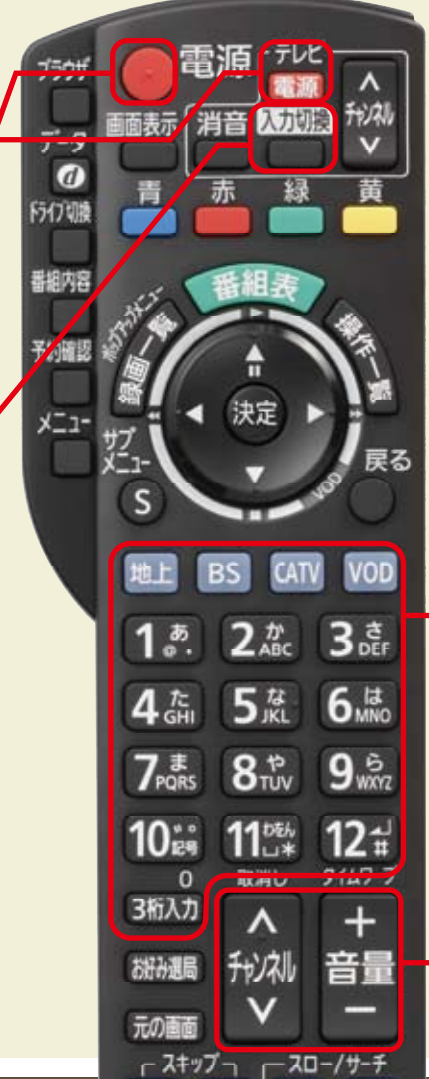 電源
テレビ
電源
ブラウザ
画面表示
消音
入力切換
チャンネル
データ
d
青
赤
緑
黄
ドライブ切換
番組内容
予約確認
メニュー
番組表
ポップアップメニュー
録画一覧
操作一覧
決定
サブ
メニュー
S
戻る
VOD
地上
BS
CATV
VOD
1 あ @.
2 か ABC
3 さ DEF
4 た GHI
5 な JKL
6 は MNO
7 ま PQRS
8 や TUV
9 ら WXYZ
10 ゛゜ 記号
11 わをん ␣*
12 #
0
取消し
タイムワープ
3桁入力
チャンネル
+
音量
-
お好み選局
元の画面
スキップ
スロー/サーチ